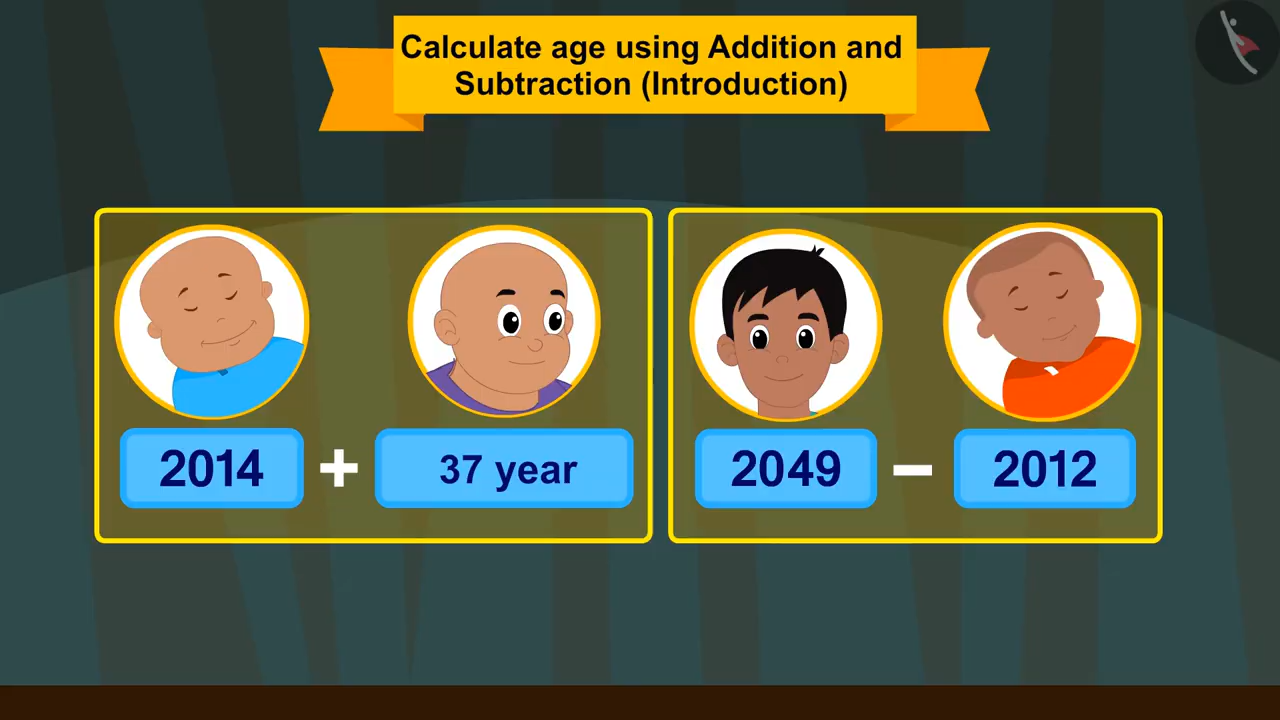 Calculate age using Addition and
Subtraction (Introduction)
2014 + 37 year
2049 – 2012